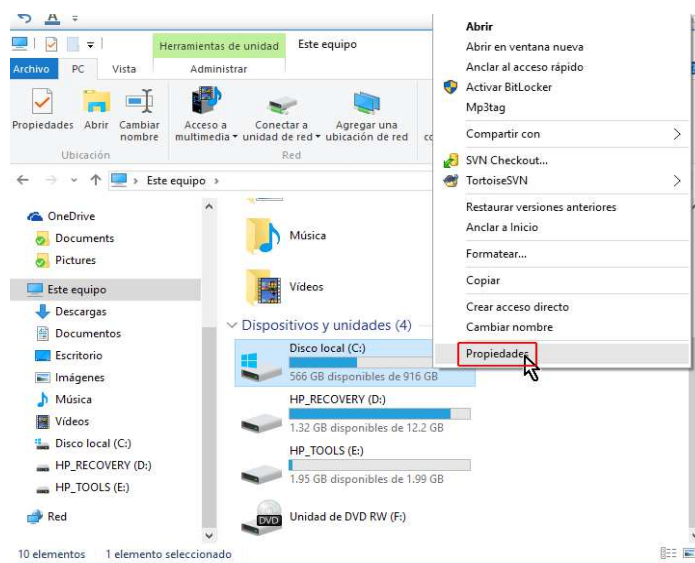 A
Herramientas de unidad
Este equipo
Archivo
PC
Vista
Administrar
Propiedades
Abrir
Cambiar
nombre
Acceso a
multimedia
Conectar a
unidad de red
Agregar una
ubicación de red
Ubicación
Red
Este equipo
OneDrive
Documents
Pictures
Este equipo
Descargas
Documentos
Escritorio
Imágenes
Música
Vídeos
Disco local (C:)
HP_RECOVERY (D:)
HP_TOOLS (E:)
Red
Música
Vídeos
Dispositivos y unidades (4)
Disco local (C:)
566 GB disponibles de 916 GB
HP_RECOVERY (D:)
1.32 GB disponibles de 12.2 GB
HP_TOOLS (E:)
1.95 GB disponibles de 1.99 GB
DVD
Unidad de DVD RW (F:)
10 elementos
1 elemento seleccionado
Abrir
Abrir en ventana nueva
Anclar al acceso rápido
Activar BitLocker
Mp3tag
Compartir con
SVN Checkout...
TortoiseSVN
Restaurar versiones anteriores
Anclar a Inicio
Formatear...
Copiar
Crear acceso directo
Cambiar nombre
Propiedades